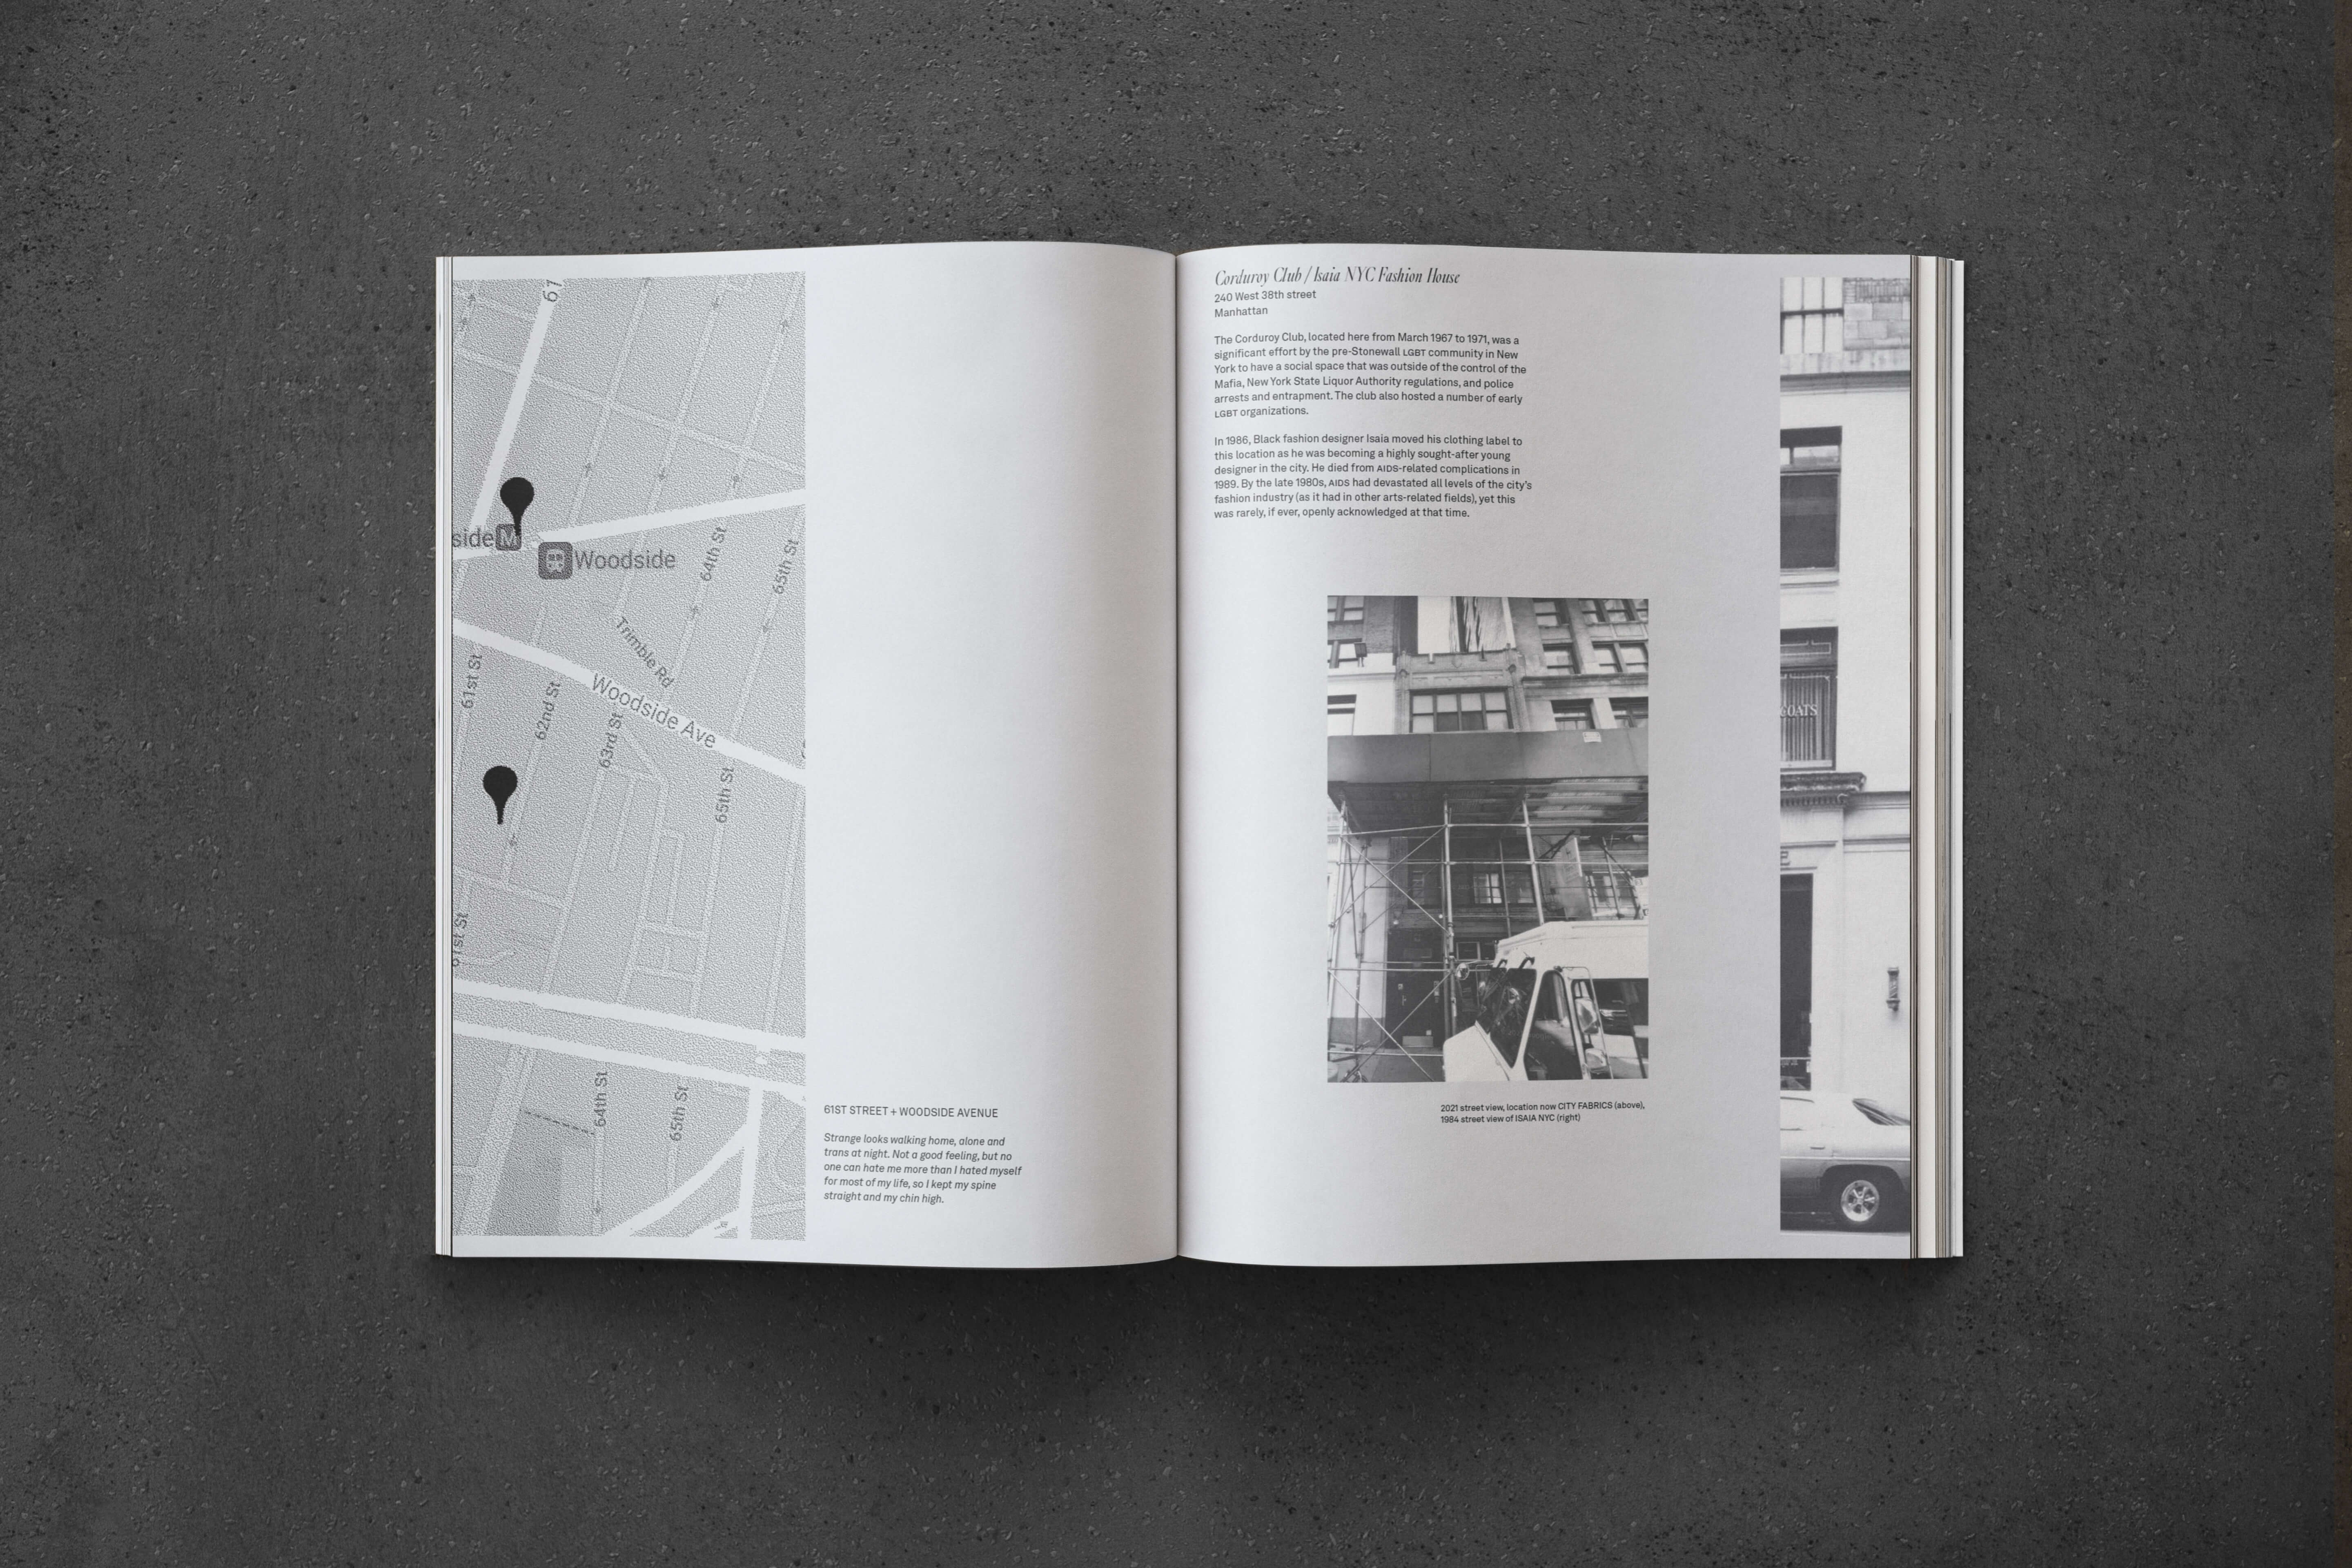 61
side M
Woodside
64th St
65th St
Trimble Rd
Woodside Ave
61st St
62nd St
63rd St
65th St
61st St
64th St
65th St
61ST STREET + WOODSIDE AVENUE
Strange looks walking home, alone and
trans at night. Not a good feeling, but no
one can hate me more than I hated myself
for most of my life, so I kept my spine
straight and my chin high.
Corduroy Club / Isaia NYC Fashion House
240 West 38th street
Manhattan
The Corduroy Club, located here from March 1967 to 1971, was a
significant effort by the pre-Stonewall LGBT community in New
York to have a social space that was outside of the control of the
Mafia, New York State Liquor Authority regulations, and police
arrests and entrapment. The club also hosted a number of early
LGBT organizations.
In 1986, Black fashion designer Isaia moved his clothing label to
this location as he was becoming a highly sought-after young
designer in the city. He died from AIDS-related complications in
1989. By the late 1980s, AIDS had devastated all levels of the city's
fashion industry (as it had in other arts-related fields), yet this
was rarely, if ever, openly acknowledged at that time.
2021 street view, location now CITY FABRICS (above),
1984 street view of ISAIA NYC (right)
COATS